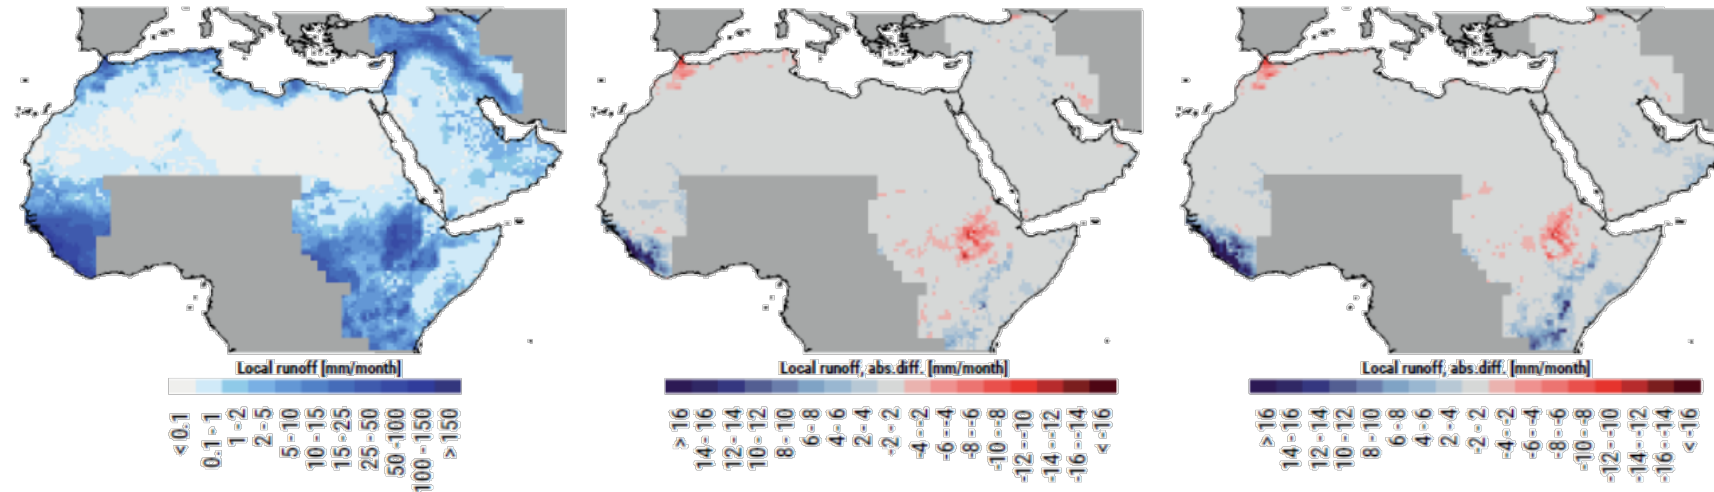 Local runoff [mm/month]
< 0.1
0.1 - 1
1 - 2
2 - 5
5 - 10
10 - 15
15 - 25
25 - 50
50 - 100
100 - 150
> 150
Local runoff, abs.diff. [mm/month]
> 16
14 - 16
12 - 14
10 - 12
8 - 10
6 - 8
4 - 6
2 - 4
-2 - 2
-4 - -2
-6 - -4
-8 - -6
-10 - -8
-12 - -10
-14 - -12
-16 - -14
< -16
Local runoff, abs.diff. [mm/month]
> 16
14 - 16
12 - 14
10 - 12
8 - 10
6 - 8
4 - 6
2 - 4
-2 - 2
-4 - -2
-6 - -4
-8 - -6
-10 - -8
-12 - -10
-14 - -12
-16 - -14
< -16